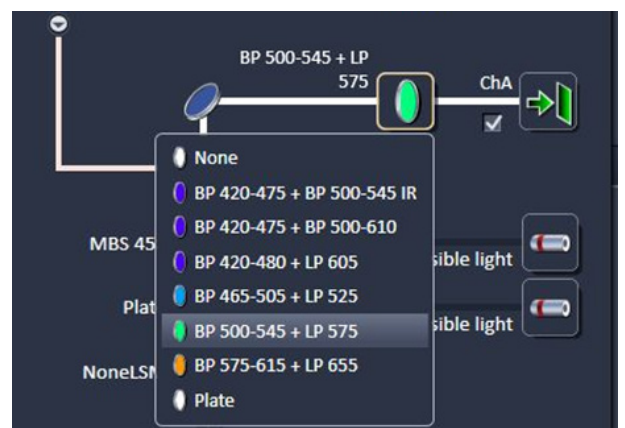 BP 500-545 + LP
575
ChA
None
BP 420-475 + BP 500-545 IR
BP 420-475 + BP 500-610
BP 420-480 + LP 605
BP 465-505 + LP 525
BP 500-545 + LP 575
BP 575-615 + LP 655
Plate
MBS 45
sible light
Plat
sible light
NoneLSM